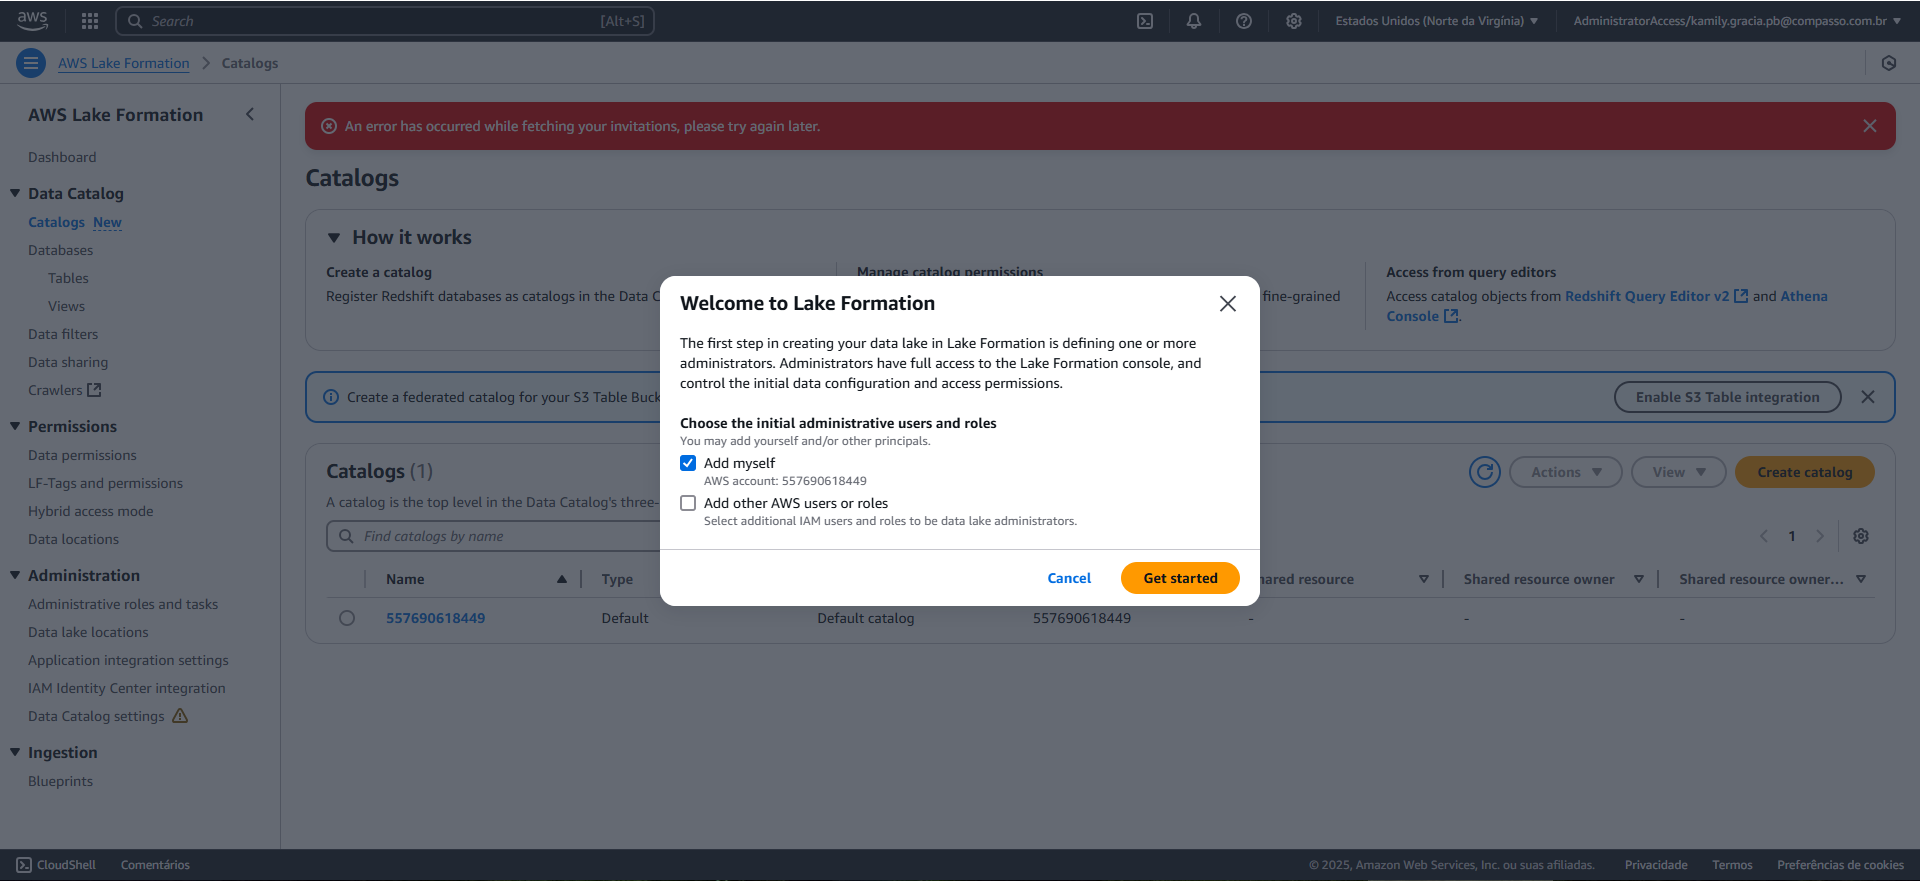 aws
Search
[Alt+S]
Estados Unidos (Norte da Virgínia)
AdministratorAccess/kamily.gracia.pb@compasso.com.br
AWS Lake Formation
Catalogs
AWS Lake Formation
Dashboard
Data Catalog
Catalogs New
Databases
Tables
Views
Data filters
Data sharing
Crawlers
Permissions
Data permissions
LF-Tags and permissions
Hybrid access mode
Data locations
Administration
Administrative roles and tasks
Data lake locations
Application integration settings
IAM Identity Center integration
Data Catalog settings
Ingestion
Blueprints
An error has occurred while fetching your invitations, please try again later.
Catalogs
How it works
Create a catalog
Register Redshift databases as catalogs in the Data C
Manage catalog permissions
fine-grained
Access from query editors
Access catalog objects from Redshift Query Editor v2 and Athena
Console .
Create a federated catalog for your S3 Table Buck
Enable S3 Table integration
Catalogs (1)
A catalog is the top level in the Data Catalog's three-
Actions
View
Create catalog
Find catalogs by name
1
Name
Type
hared resource
Shared resource owner
Shared resource owner...
557690618449
Default
Default catalog
557690618449
-
-
-
Welcome to Lake Formation
The first step in creating your data lake in Lake Formation is defining one or more
administrators. Administrators have full access to the Lake Formation console, and
control the initial data configuration and access permissions.
Choose the initial administrative users and roles
You may add yourself and/or other principals.
Add myself
AWS account: 557690618449
Add other AWS users or roles
Select additional IAM users and roles to be data lake administrators.
Cancel
Get started
CloudShell
Comentários
© 2025, Amazon Web Services, Inc. ou suas afiliadas.
Privacidade
Termos
Preferências de cookies